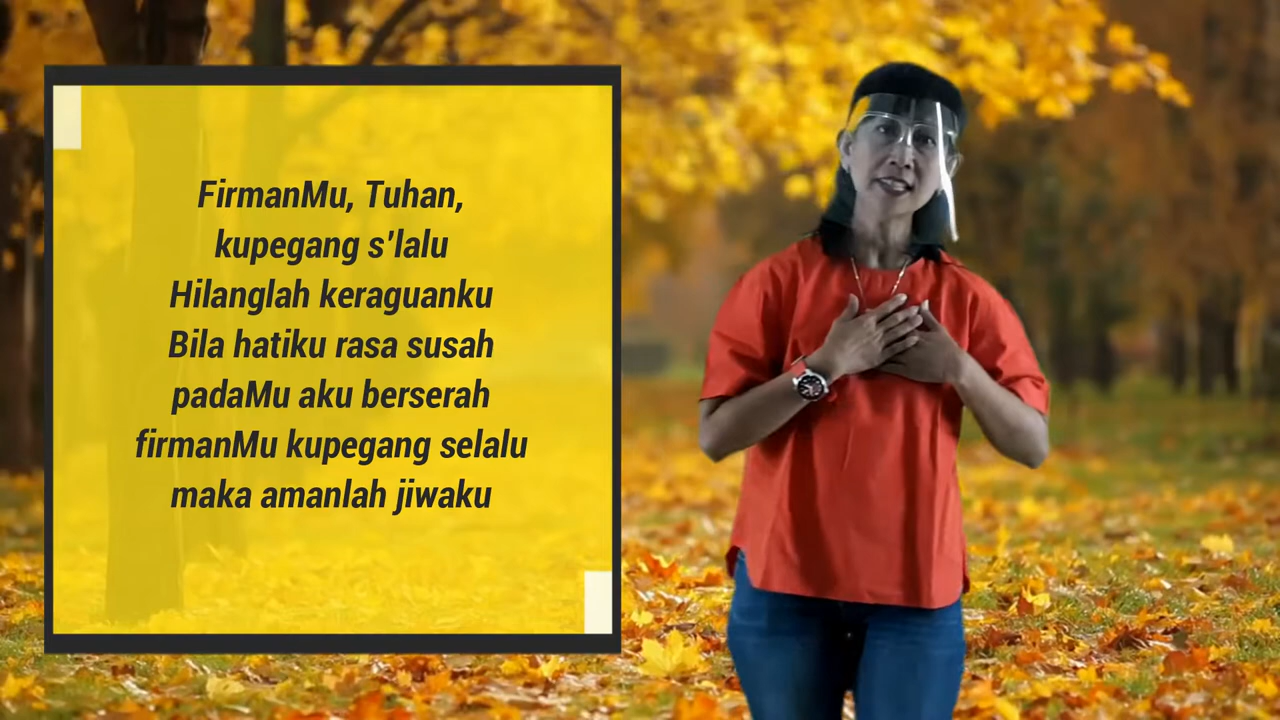 FirmanMu, Tuhan,
kupegang s'lalu
Hilanglah keraguanku
Bila hatiku rasa susah
padaMu aku berserah
firmanMu kupegang selalu
maka amanlah jiwaku